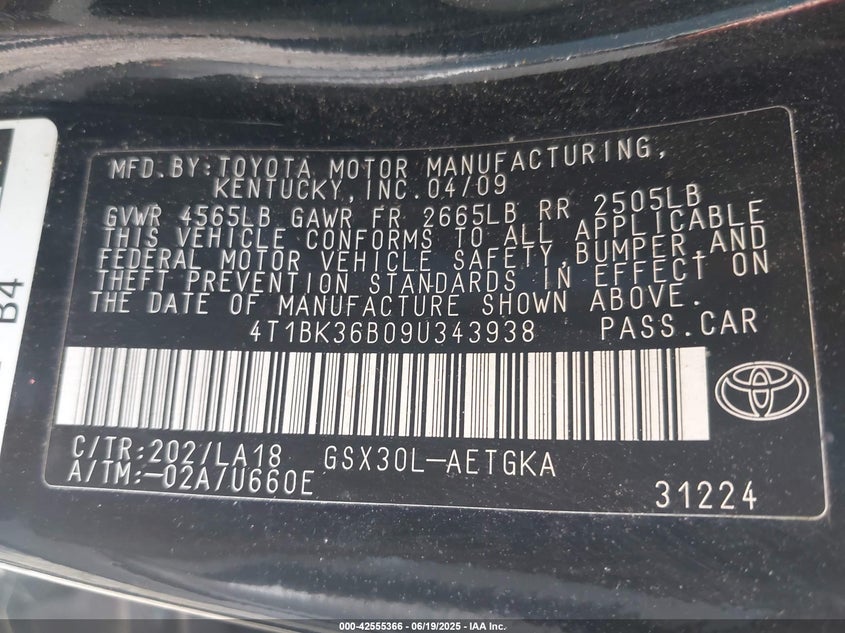 MFD.BY:TOYOTA MOTOR MANUFACTURING,
KENTUCKY,INC.04/09
GVWR 4565LB GAWR FR 2665LB RR 2505LB
THIS VEHICLE CONFORMS TO ALL APPLICABLE
FEDERAL MOTOR VEHICLE SAFETY,BUMPER,AND
THEFT PREVENTION STANDARDS IN EFFECT ON
THE DATE OF MANUFACTURE SHOWN ABOVE.
4T1BK36B09U343938 PASS.CAR
C/TR:202/LA18 GSX30L-AETGKA
A/TM:-02A/U660E
31224
B4
000-42555366 - 06/19/2025 - IAA Inc.